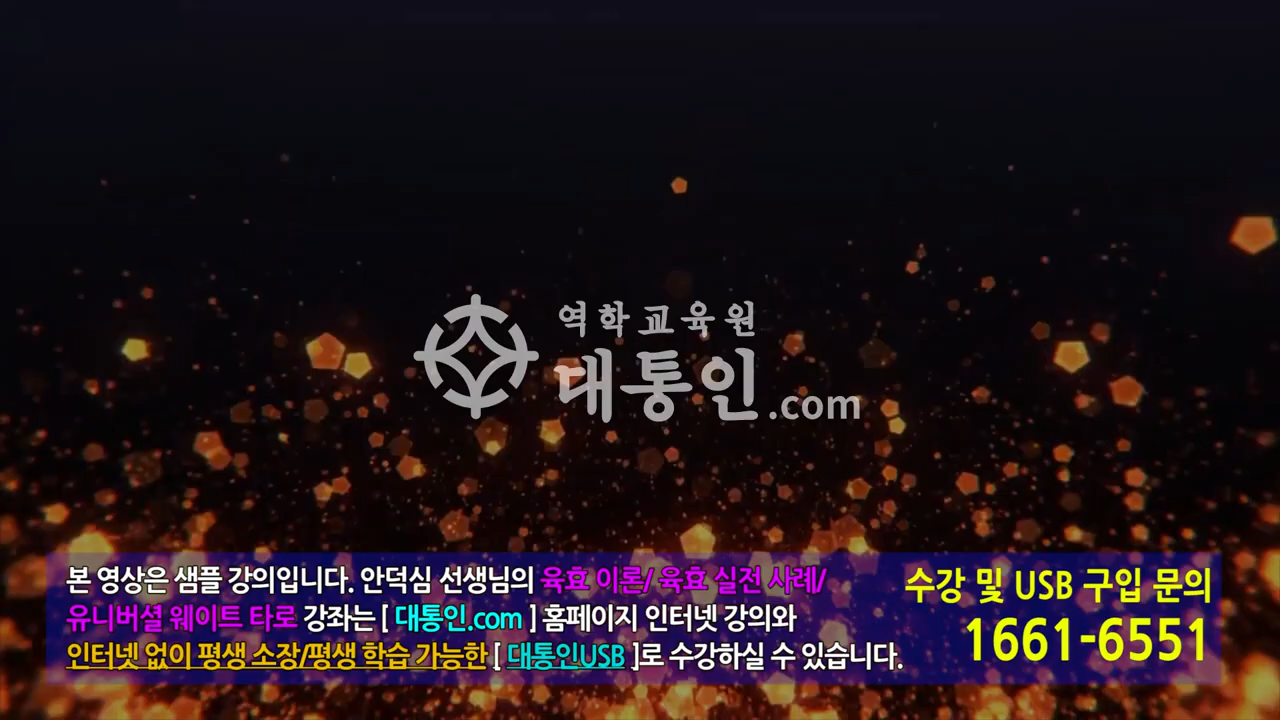 역학교육원
대통인.com
본 영상은 샘플 강의입니다. 안덕심 선생님의 육효 이론/ 육효 실전 사례/
유니버셜 웨이트 타로 강좌는 [ 대통인.com ] 홈페이지 인터넷 강의와
인터넷 없이 평생 소장/평생 학습 가능한 [ 대통인USB ]로 수강하실 수 있습니다.
수강 및 USB 구입 문의
1661-6551